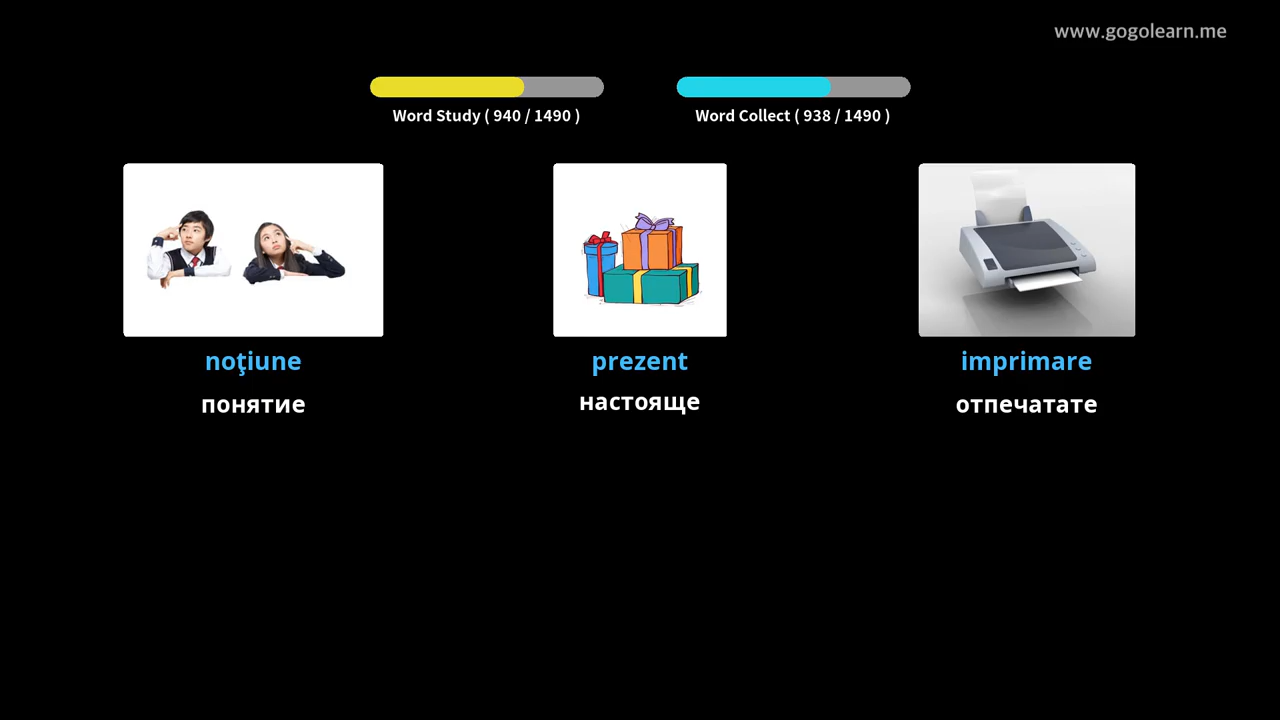 www.gogolearn.me
Word Study ( 940 / 1490 )
Word Collect ( 938 / 1490 )
noţiune
prezent
imprimare
понятие
настояще
отпечатате